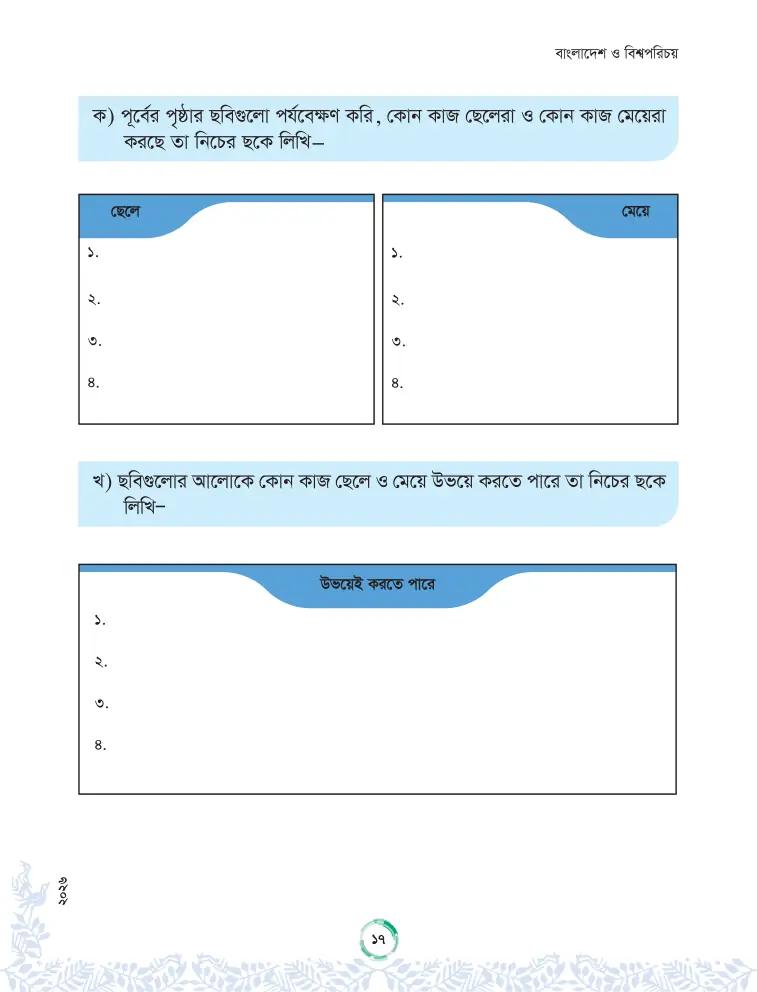 বাংলাদেশ ও বিশ্বপরিচয়
ক) পূর্বের পৃষ্ঠার ছবিগুলো পর্যবেক্ষণ করি, কোন কাজ ছেলেরা ও কোন কাজ মেয়েরা
করছে তা নিচের ছকে লিখি–
ছেলে
১.
২.
৩.
৪.
মেয়ে
১.
২.
৩.
৪.
খ) ছবিগুলোর আলোকে কোন কাজ ছেলে ও মেয়ে উভয়ে করতে পারে তা নিচের ছকে
লিখি–
উভয়েই করতে পারে
১.
২.
৩.
৪.
২০২৬
১৭